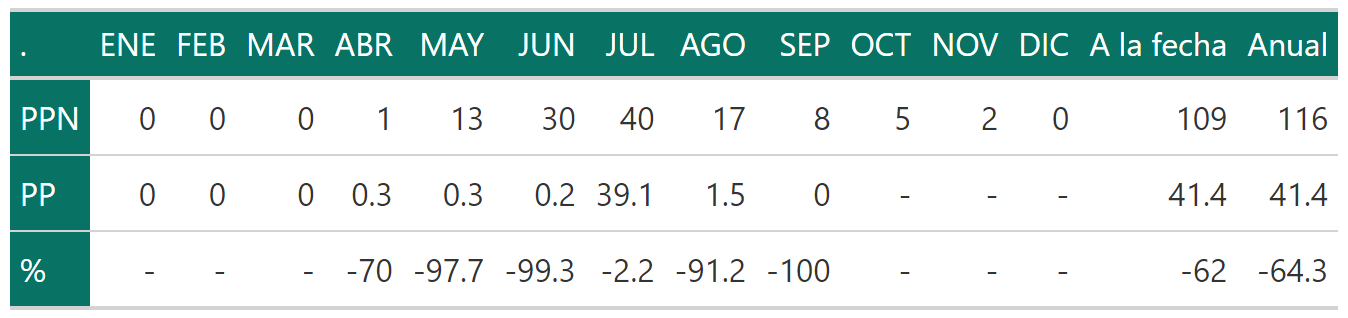 . ENE FEB MAR ABR MAY JUN JUL AGO SEP OCT NOV DIC A la fecha Anual
PPN 0 0 0 1 13 30 40 17 8 5 2 0 109 116
PP 0 0 0 0.3 0.3 0.2 39.1 1.5 0 - - - 41.4 41.4
% - - - -70 -97.7 -99.3 -2.2 -91.2 -100 - - - -62 -64.3